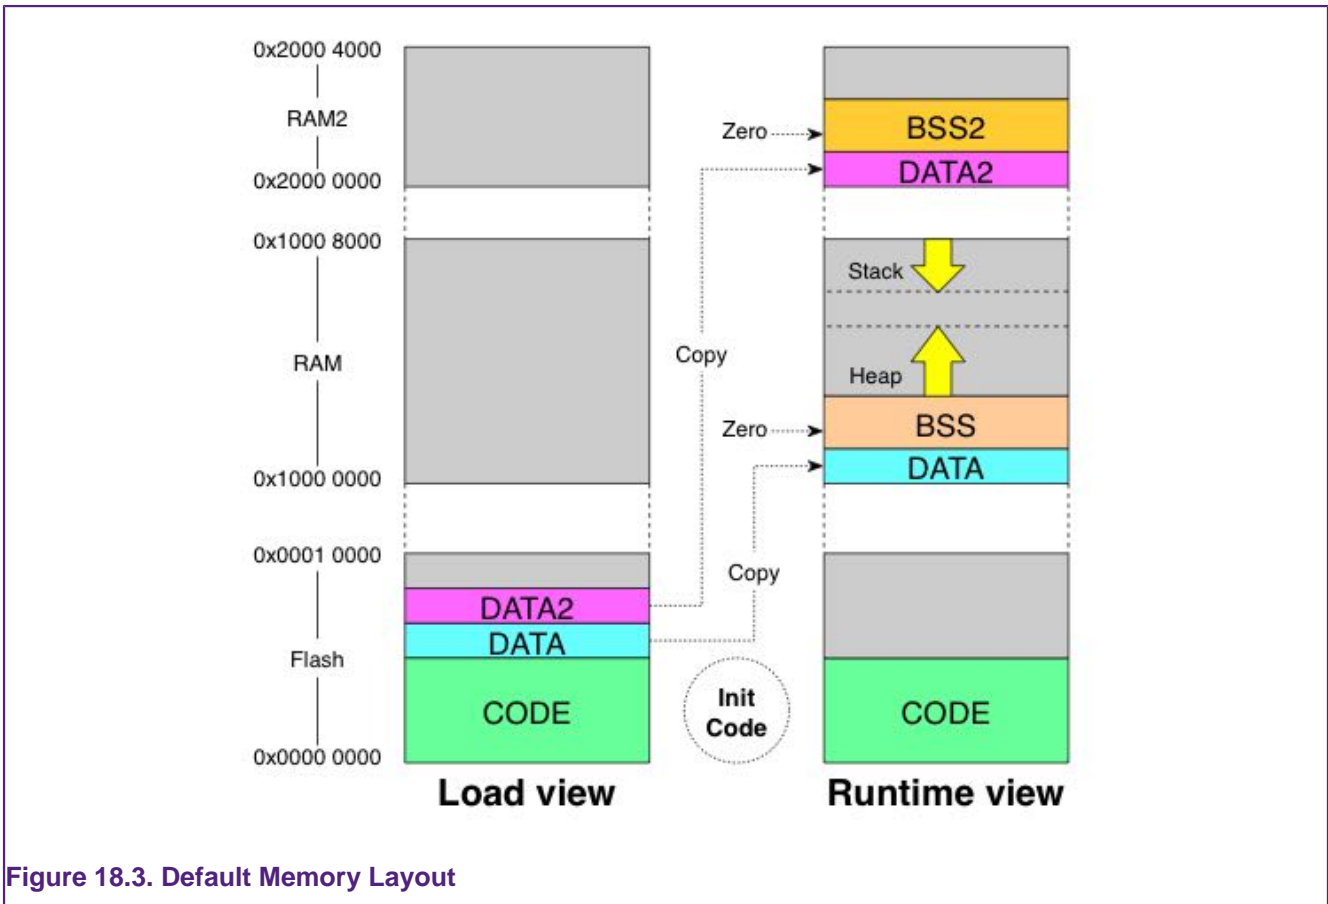 0x2000 4000
RAM2
0x2000 0000
0x1000 8000
RAM
0x1000 0000
0x0001 0000
Flash
0x0000 0000
DATA2
DATA
CODE
Load view
Zero
Copy
Zero
Copy
Init
Code
BSS2
DATA2
Stack
Heap
BSS
DATA
CODE
Runtime view
Figure 18.3. Default Memory Layout